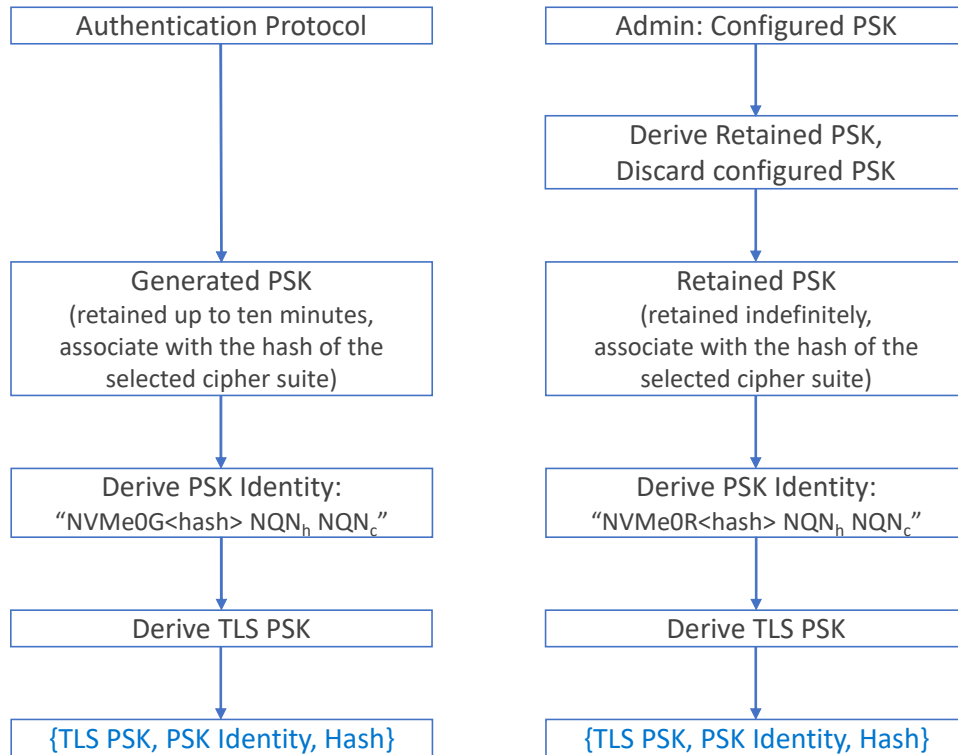 Authentication Protocol
Generated PSK
(retained up to ten minutes,
associate with the hash of the
selected cipher suite)
Derive PSK Identity:
“NVMe0G<hash> NQNh NQNc”
Derive TLS PSK
{TLS PSK, PSK Identity, Hash}
Admin: Configured PSK
Derive Retained PSK,
Discard configured PSK
Retained PSK
(retained indefinitely,
associate with the hash of the
selected cipher suite)
Derive PSK Identity:
“NVMe0R<hash> NQNh NQNc”
Derive TLS PSK
{TLS PSK, PSK Identity, Hash}